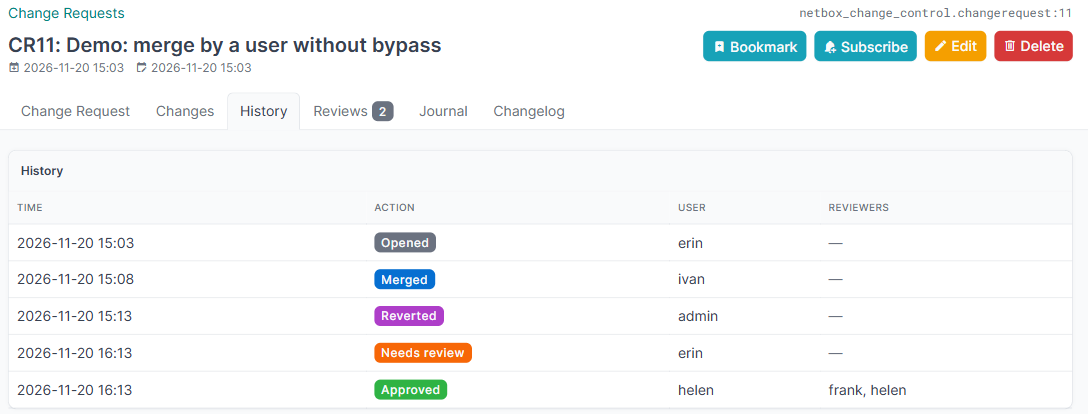 Change Requests netbox_change_control.changerequest:11
CR11: Demo: merge by a user without bypass Bookmark Subscribe Edit Delete
2026-11-20 15:03 2026-11-20 15:03
Change Request Changes History Reviews 2 Journal Changelog
History
TIME ACTION USER REVIEWERS
2026-11-20 15:03 Opened erin —
2026-11-20 15:08 Merged ivan —
2026-11-20 15:13 Reverted admin —
2026-11-20 16:13 Needs review erin —
2026-11-20 16:13 Approved helen frank, helen